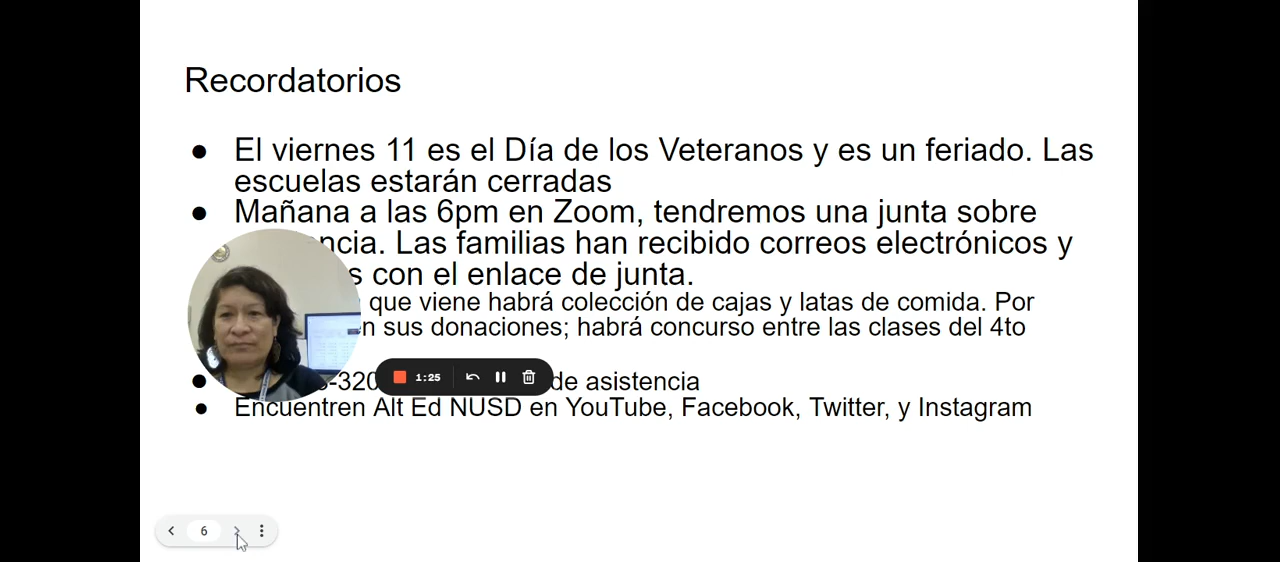 Recordatorios
● El viernes 11 es el Día de los Veteranos y es un feriado. Las
escuelas estarán cerradas
● Mañana a las 6pm en Zoom, tendremos una junta sobre
ncia. Las familias han recibido correos electrónicos y
s con el enlace de junta.
que viene habrá colección de cajas y latas de comida. Por
n sus donaciones; habrá concurso entre las clases del 4to
● -320 de asistencia
1:25
● Encuentren Alt Ed NUSD en YouTube, Facebook, Twitter, y Instagram
6